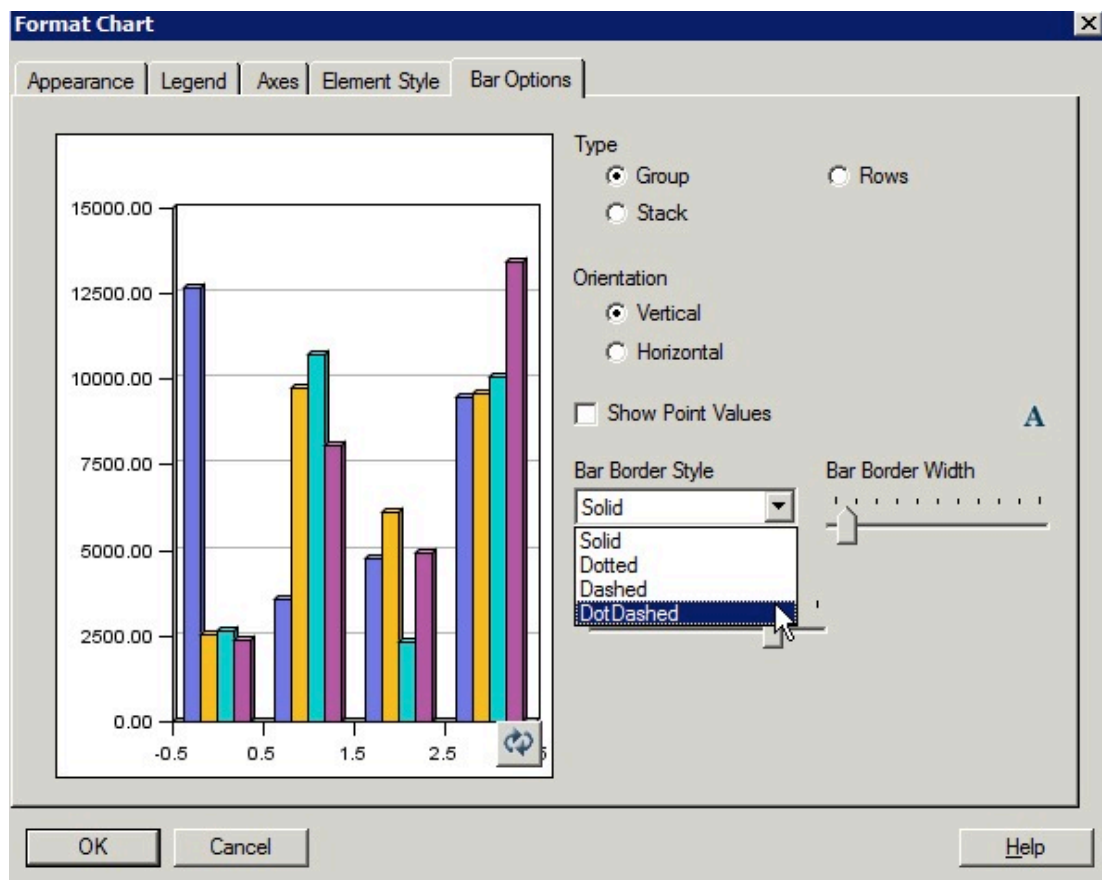 Format Chart
Appearance Legend Axes Element Style Bar Options
Type
Group Rows
Stack
Orientation
Vertical
Horizontal
Show Point Values A
Bar Border Style Bar Border Width
Solid
Solid
Dotted
Dashed
DotDashed
15000.00
12500.00
10000.00
7500.00
5000.00
2500.00
0.00
-0.5 0.5 1.5 2.5
OK Cancel Help